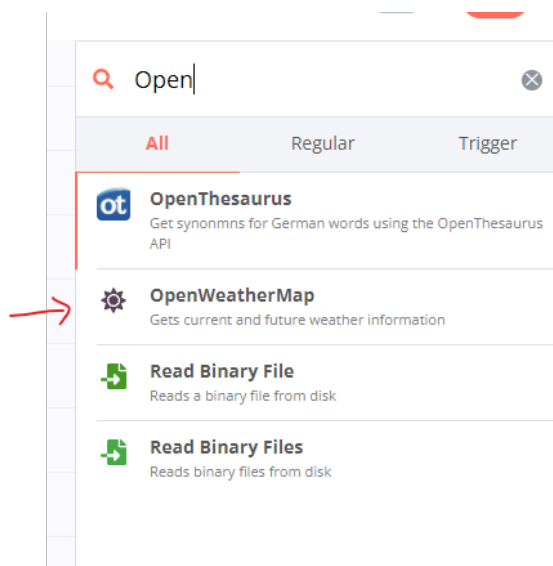 Open
All Regular Trigger
ot OpenThesaurus
Get synonmns for German words using the OpenThesaurus
API
OpenWeatherMap
Gets current and future weather information
Read Binary File
Reads a binary file from disk
Read Binary Files
Reads binary files from disk